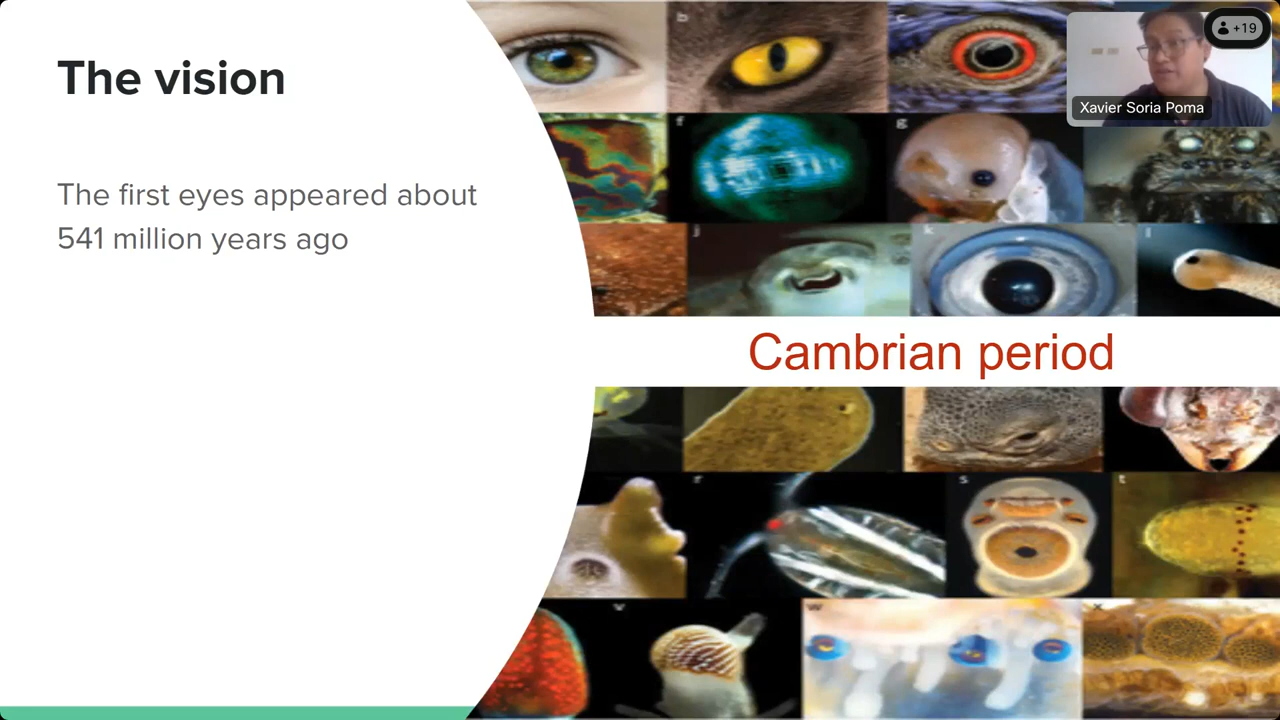 The vision
The first eyes appeared about
541 million years ago
b
c
+19
Xavier Soria Poma
f
g
j
k
l
Cambrian period
r
s
t
v
w
x